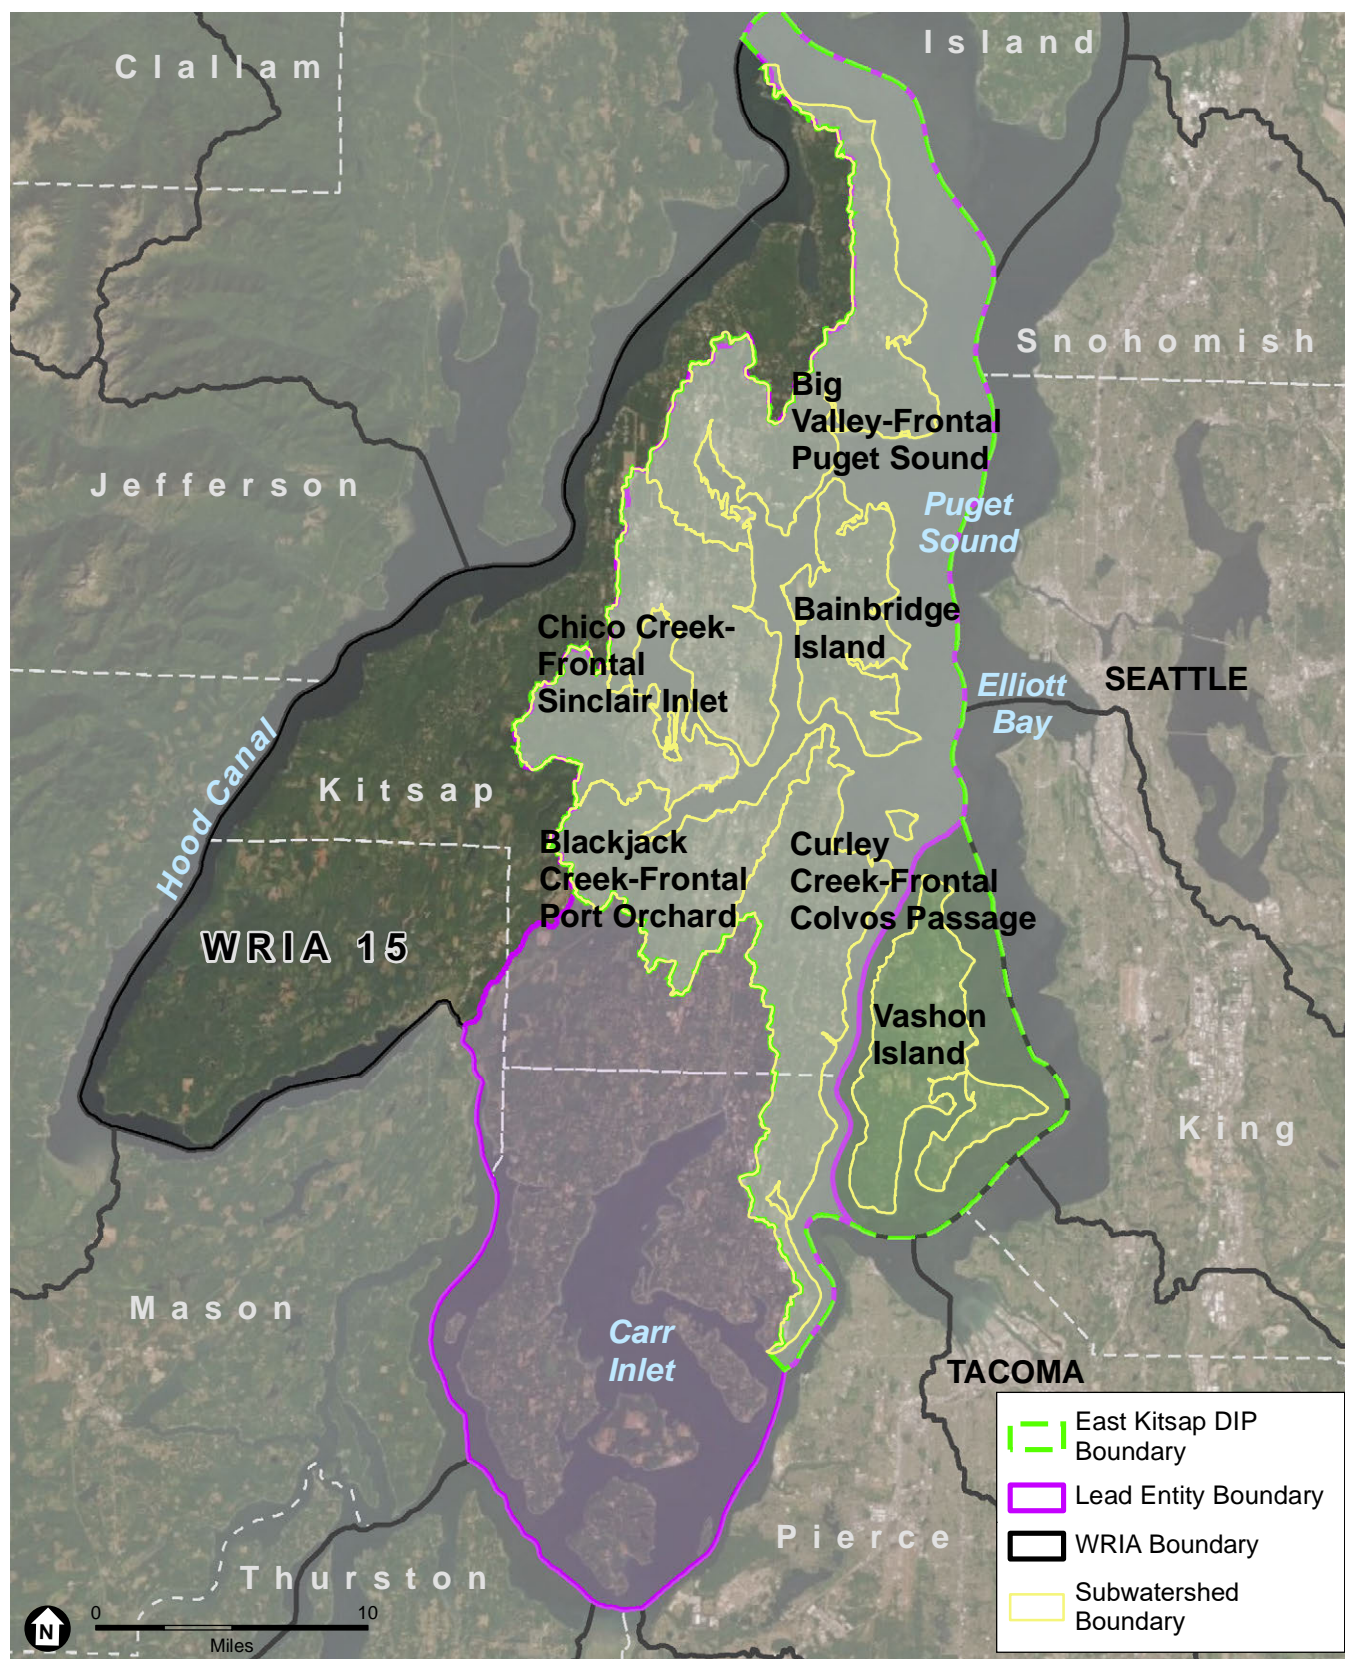 Clallam
Island
Snohomish
Jefferson
Big
Valley-Frontal
Puget Sound
Puget
Sound
Chico Creek-
Frontal
Sinclair Inlet
Bainbridge
Island
Elliott
Bay
SEATTLE
Hood Canal
Kitsap
Blackjack
Creek-Frontal
Port Orchard
Curley
Creek-Frontal
Colvos Passage
WRIA 15
Vashon
Island
King
Mason
Carr
Inlet
TACOMA
Pierce
Thurston
East Kitsap DIP
Boundary
Lead Entity Boundary
WRIA Boundary
Subwatershed
Boundary
N
0 10
Miles